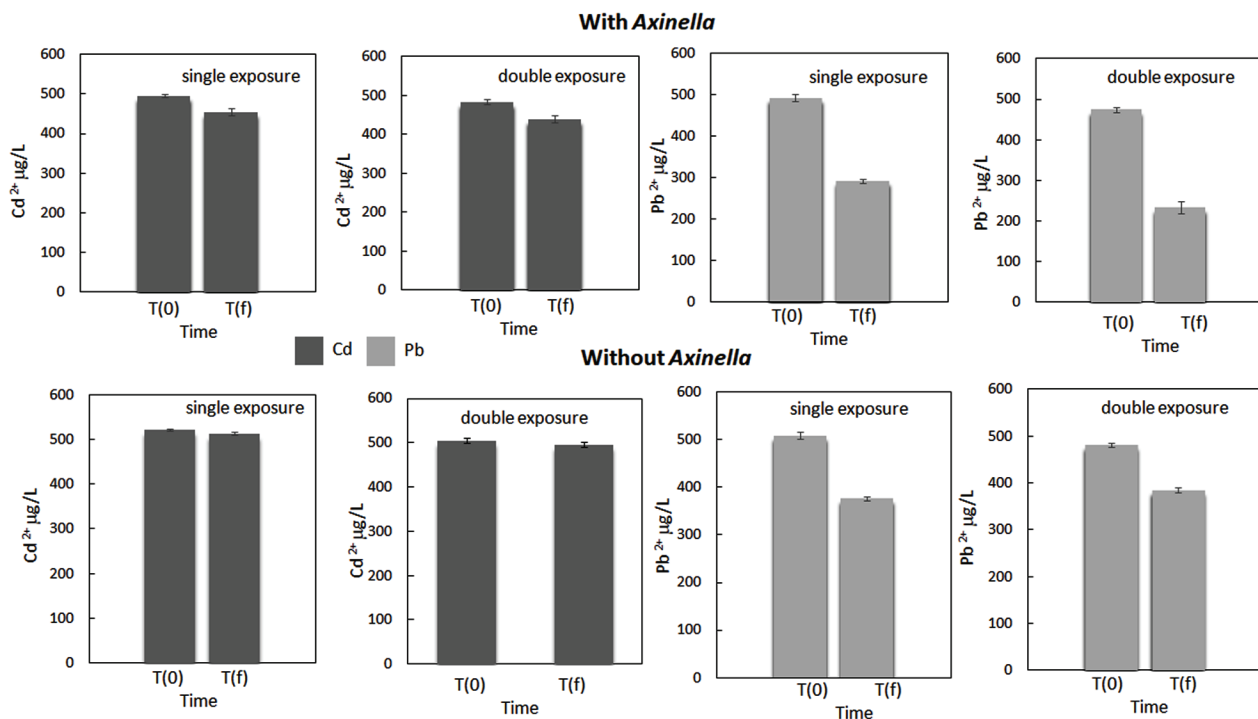 With Axinella
single exposure
600
500
400
300
200
100
0
Cd 2+ µg/L
T(0) T(f)
Time
double exposure
600
500
400
300
200
100
0
Cd 2+ µg/L
T(0) T(f)
Time
single exposure
600
500
400
300
200
100
0
Pb 2+ µg/L
T(0) T(f)
Time
double exposure
600
500
400
300
200
100
0
Pb 2+ µg/L
T(0) T(f)
Time
Cd Pb
Without Axinella
single exposure
600
500
400
300
200
100
0
Cd 2+ µg/L
T(0) T(f)
Time
double exposure
600
500
400
300
200
100
0
Cd 2+ µg/L
T(0) T(f)
Time
single exposure
600
500
400
300
200
100
0
Pb 2+ µg/L
T(0) T(f)
Time
double exposure
600
500
400
300
200
100
0
Pb 2+ µg/L
T(0) T(f)
Time